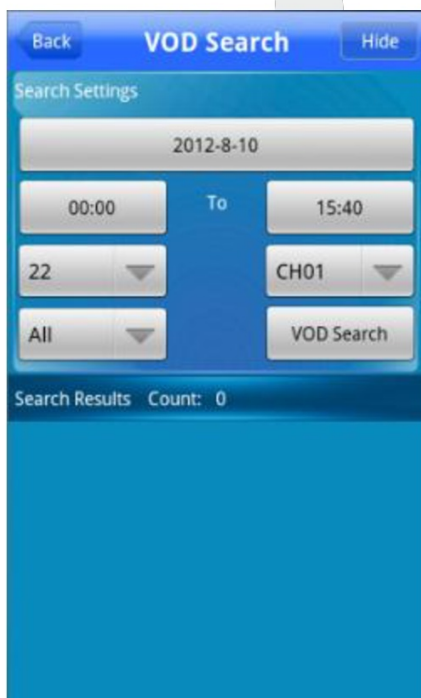 Back VOD Search Hide
Search Settings
2012-8-10
00:00 To 15:40
22 CH01
All VOD Search
Search Results Count: 0